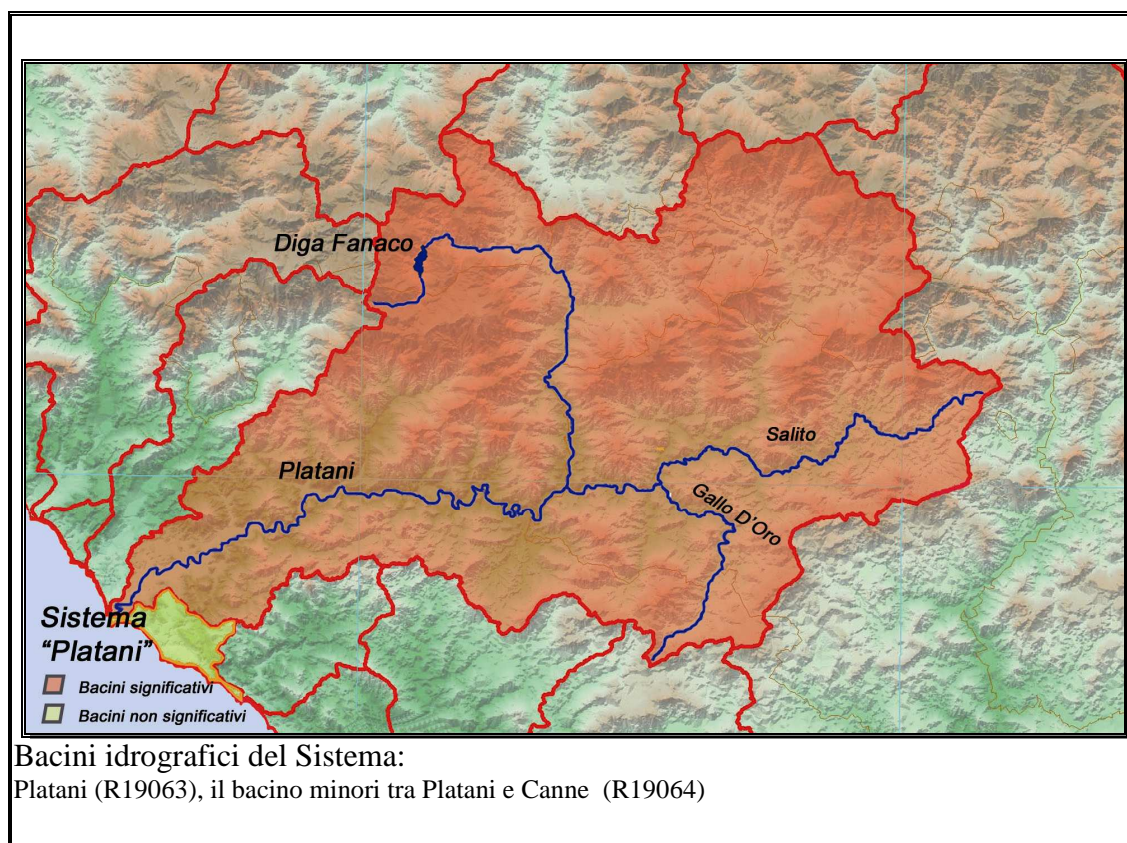 Diga Fanaco
Salito
Platani
Gallo D'Oro
Sistema
"Platani"
Bacini significativi
Bacini non significativi
Bacini idrografici del Sistema:
Platani (R19063), il bacino minori tra Platani e Canne  (R19064)